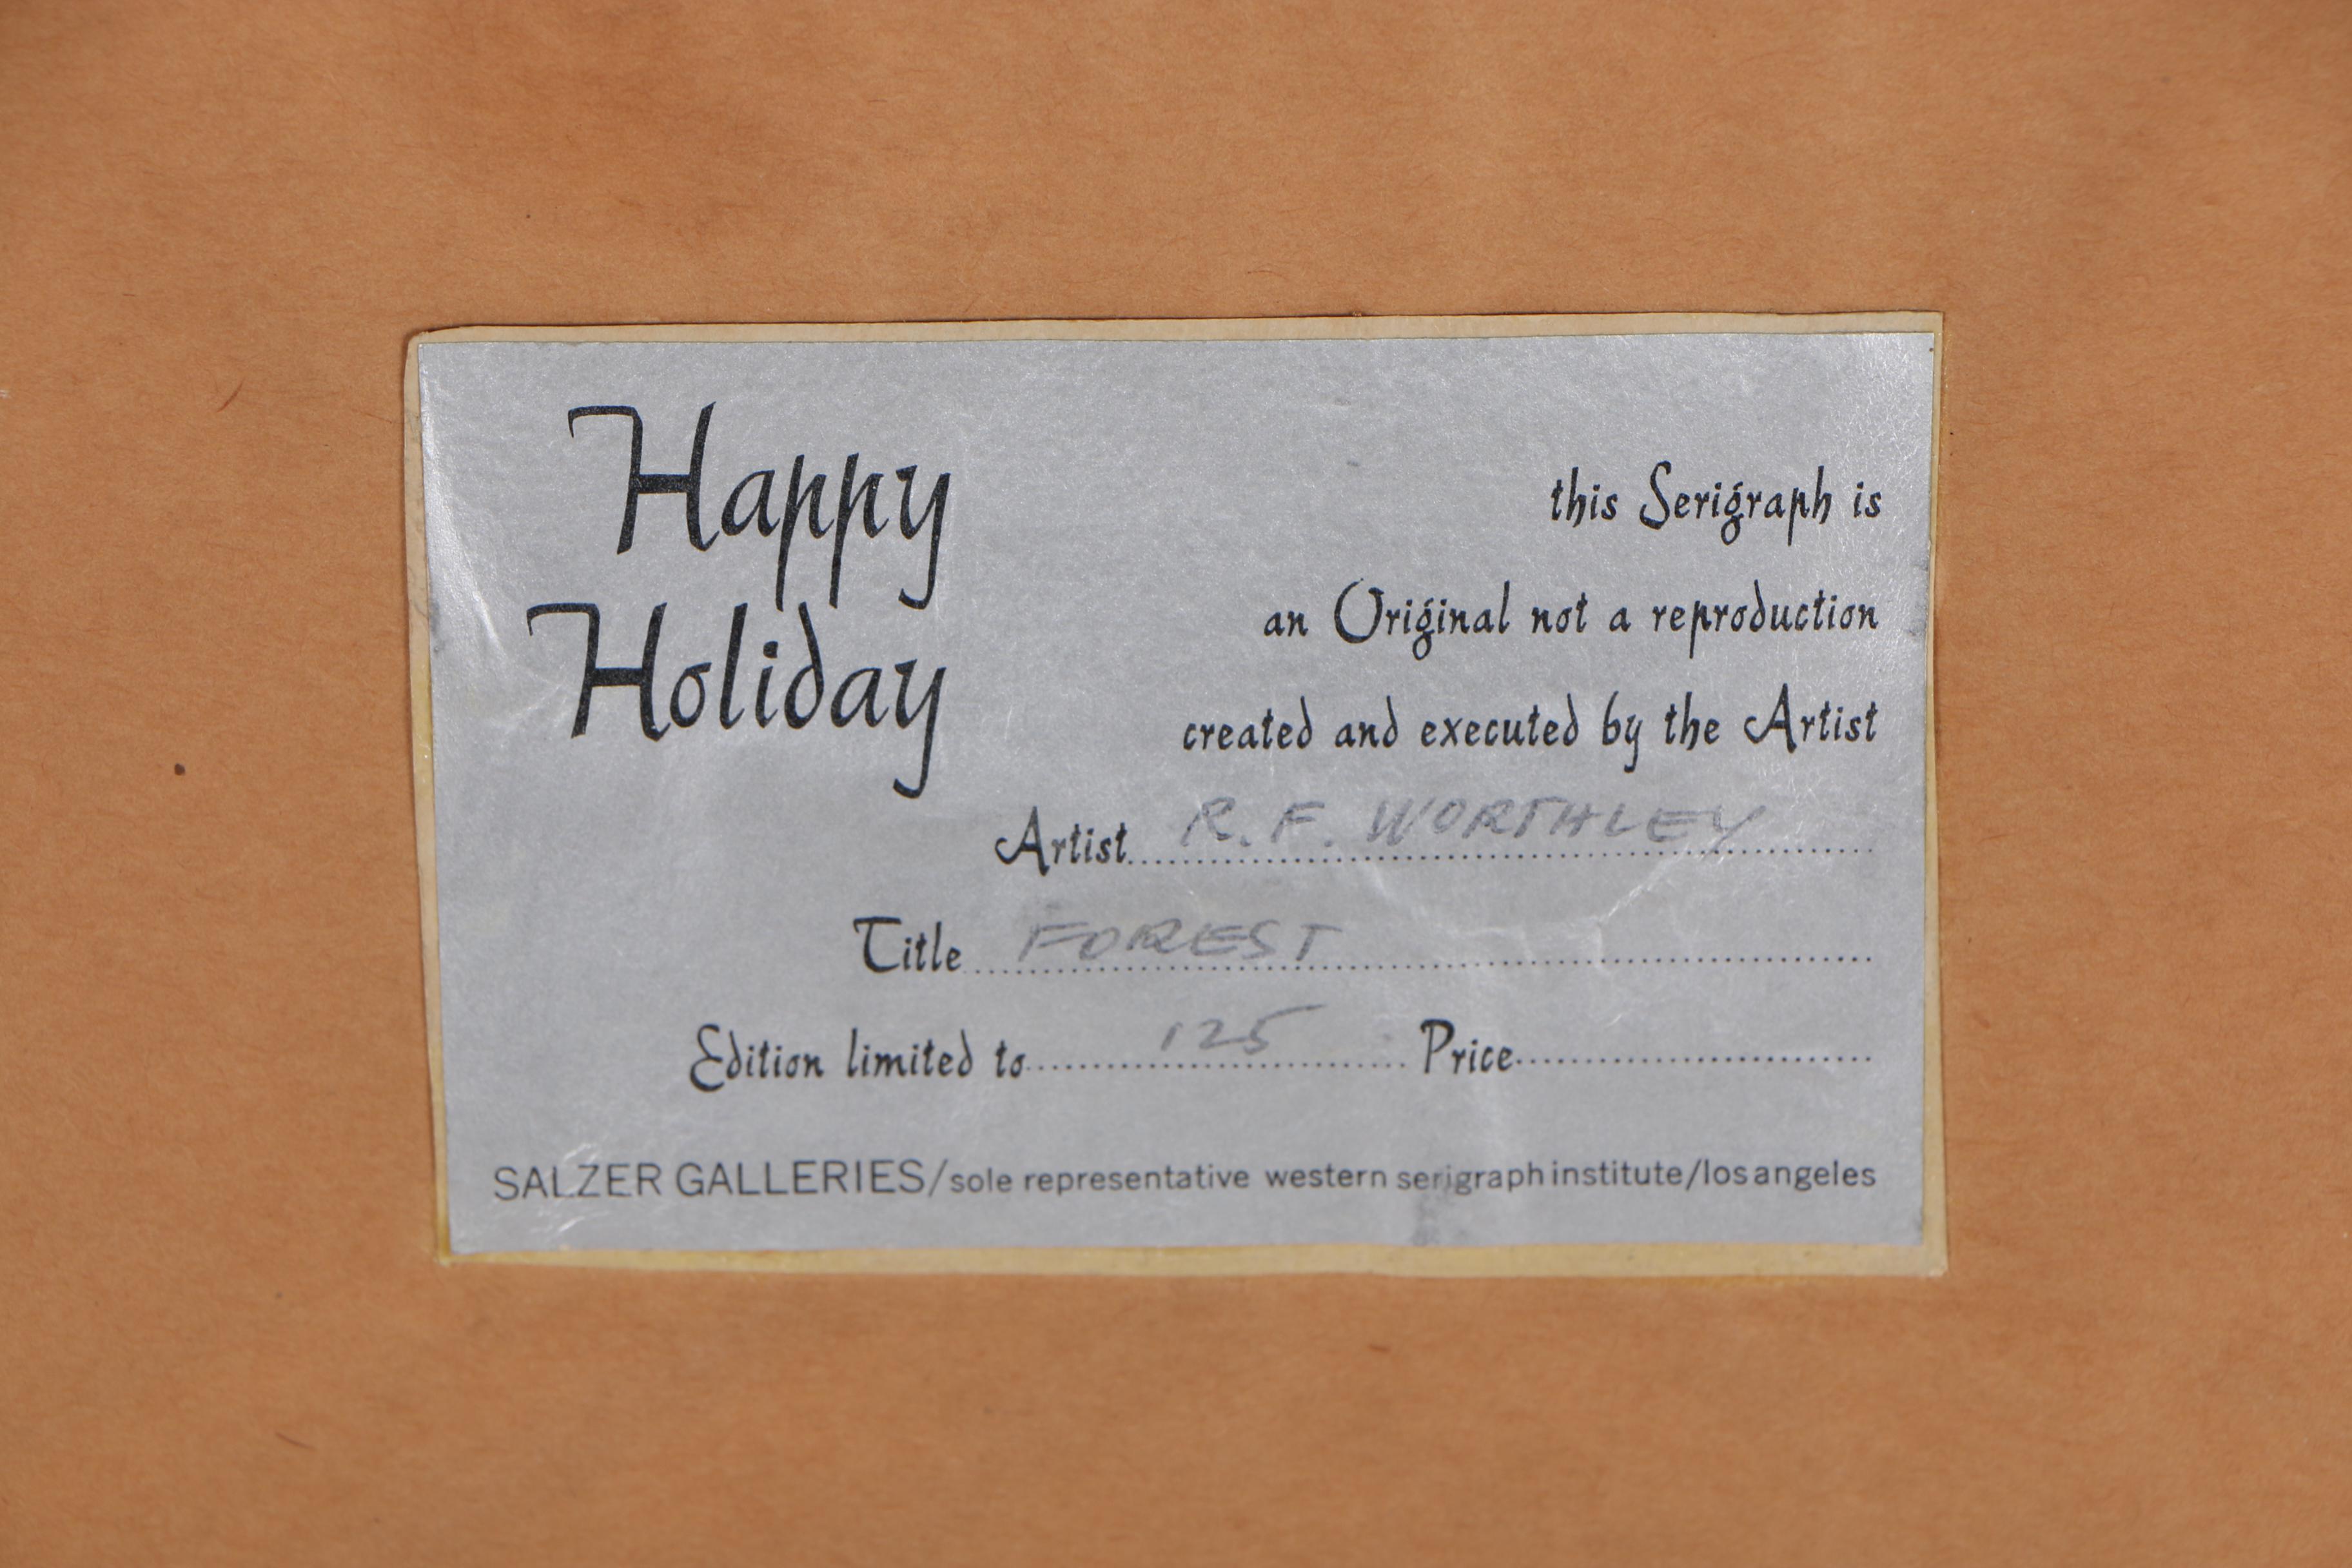 Happy
Holiday
this Serigraph is
an Original not a reproduction
created and executed by the Artist
Artist R. F. WORTHLEY
Title FOREST
Edition limited to 125 Price
SALZER GALLERIES/sole representative western serigraph institute/los angeles